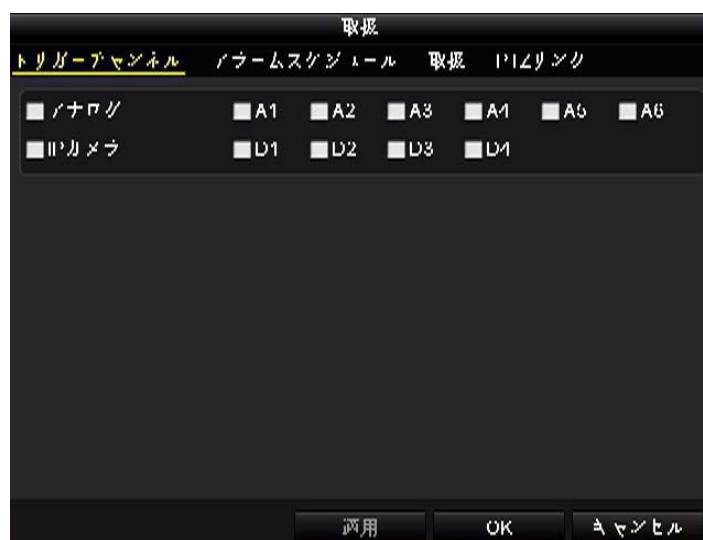 取扱
トリガーチャンネル アラームスケジュール 取扱 PTZリンク
アナログ A1 A2 A3 A4 A5 A6
IPカメラ D1 D2 D3 D4
適用 OK キャンセル